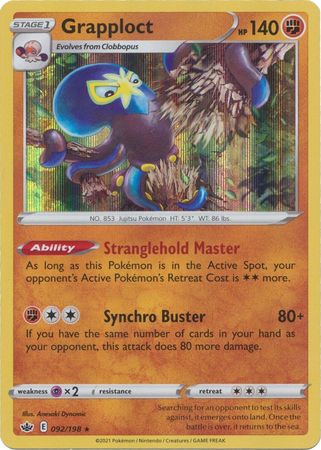 STAGE 1 Grapploct HP 140
Evolves from Clobbopus
NO. 853 Jujitsu Pokémon HT: 5'3" WT: 86 lbs
Ability Stranglehold Master
As long as this Pokémon is in the Active Spot, your
opponent's Active Pokémon's Retreat Cost is more.
Synchro Buster 80+
If you have the same number of cards in your hand as
your opponent, this attack does 80 more damage.
weakness ×2 resistance retreat
Illus. Anesaki Dynamic
E 092/198 ★
Searching for an opponent to test its skills
against, it emerges onto land. Once the
battle is over, it returns to the sea.
©2021 Pokémon / Nintendo / Creatures / GAME FREAK